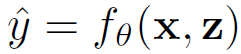 ŷ = f_θ(x, z)